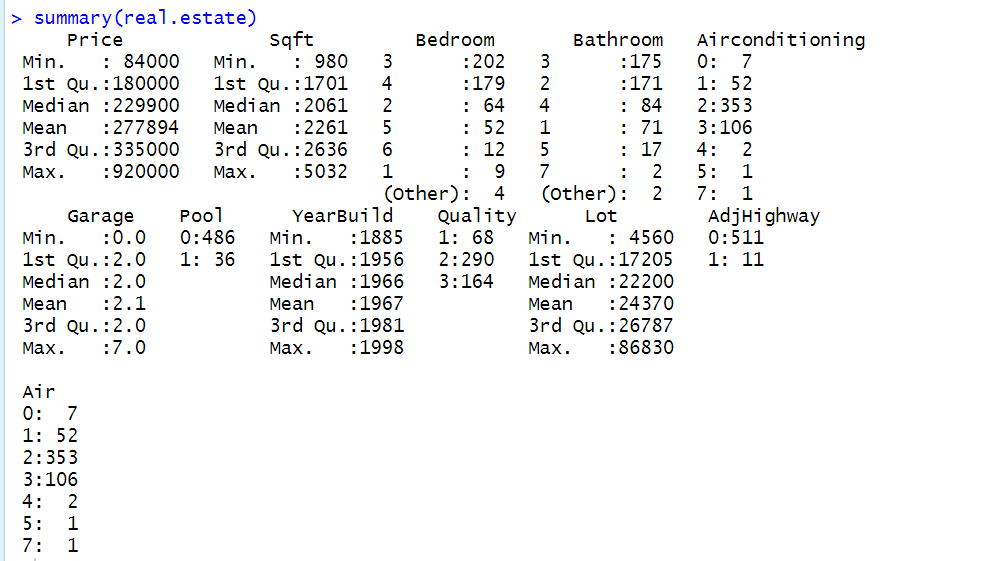 > summary(real.estate)
     Price              Sqft         Bedroom       Bathroom   Airconditioning
 Min.   : 84000   Min.   : 980   3      :202   3      :175   0:  7
 1st Qu.:180000   1st Qu.:1701   4      :179   2      :171   1: 52
 Median :229900   Median :2061   2      : 64   4      : 84   2:353
 Mean   :277894   Mean   :2261   5      : 52   1      : 71   3:106
 3rd Qu.:335000   3rd Qu.:2636   6      : 12   5      : 17   4:  2
 Max.   :920000   Max.   :5032   1      :  9   7      :  2   5:  1
                                 (Other):  4   (Other):  2   7:  1
     Garage    Pool      YearBuild    Quality      Lot        AdjHighway
 Min.   :0.0   0:486   Min.   :1885   1: 68   Min.   : 4560   0:511
 1st Qu.:2.0   1: 36   1st Qu.:1956   2:290   1st Qu.:17205   1: 11
 Median :2.0           Median :1966   3:164   Median :22200
 Mean   :2.1           Mean   :1967           Mean   :24370
 3rd Qu.:2.0           3rd Qu.:1981           3rd Qu.:26787
 Max.   :7.0           Max.   :1998           Max.   :86830
 Air
 0:  7
 1: 52
 2:353
 3:106
 4:  2
 5:  1
 7:  1